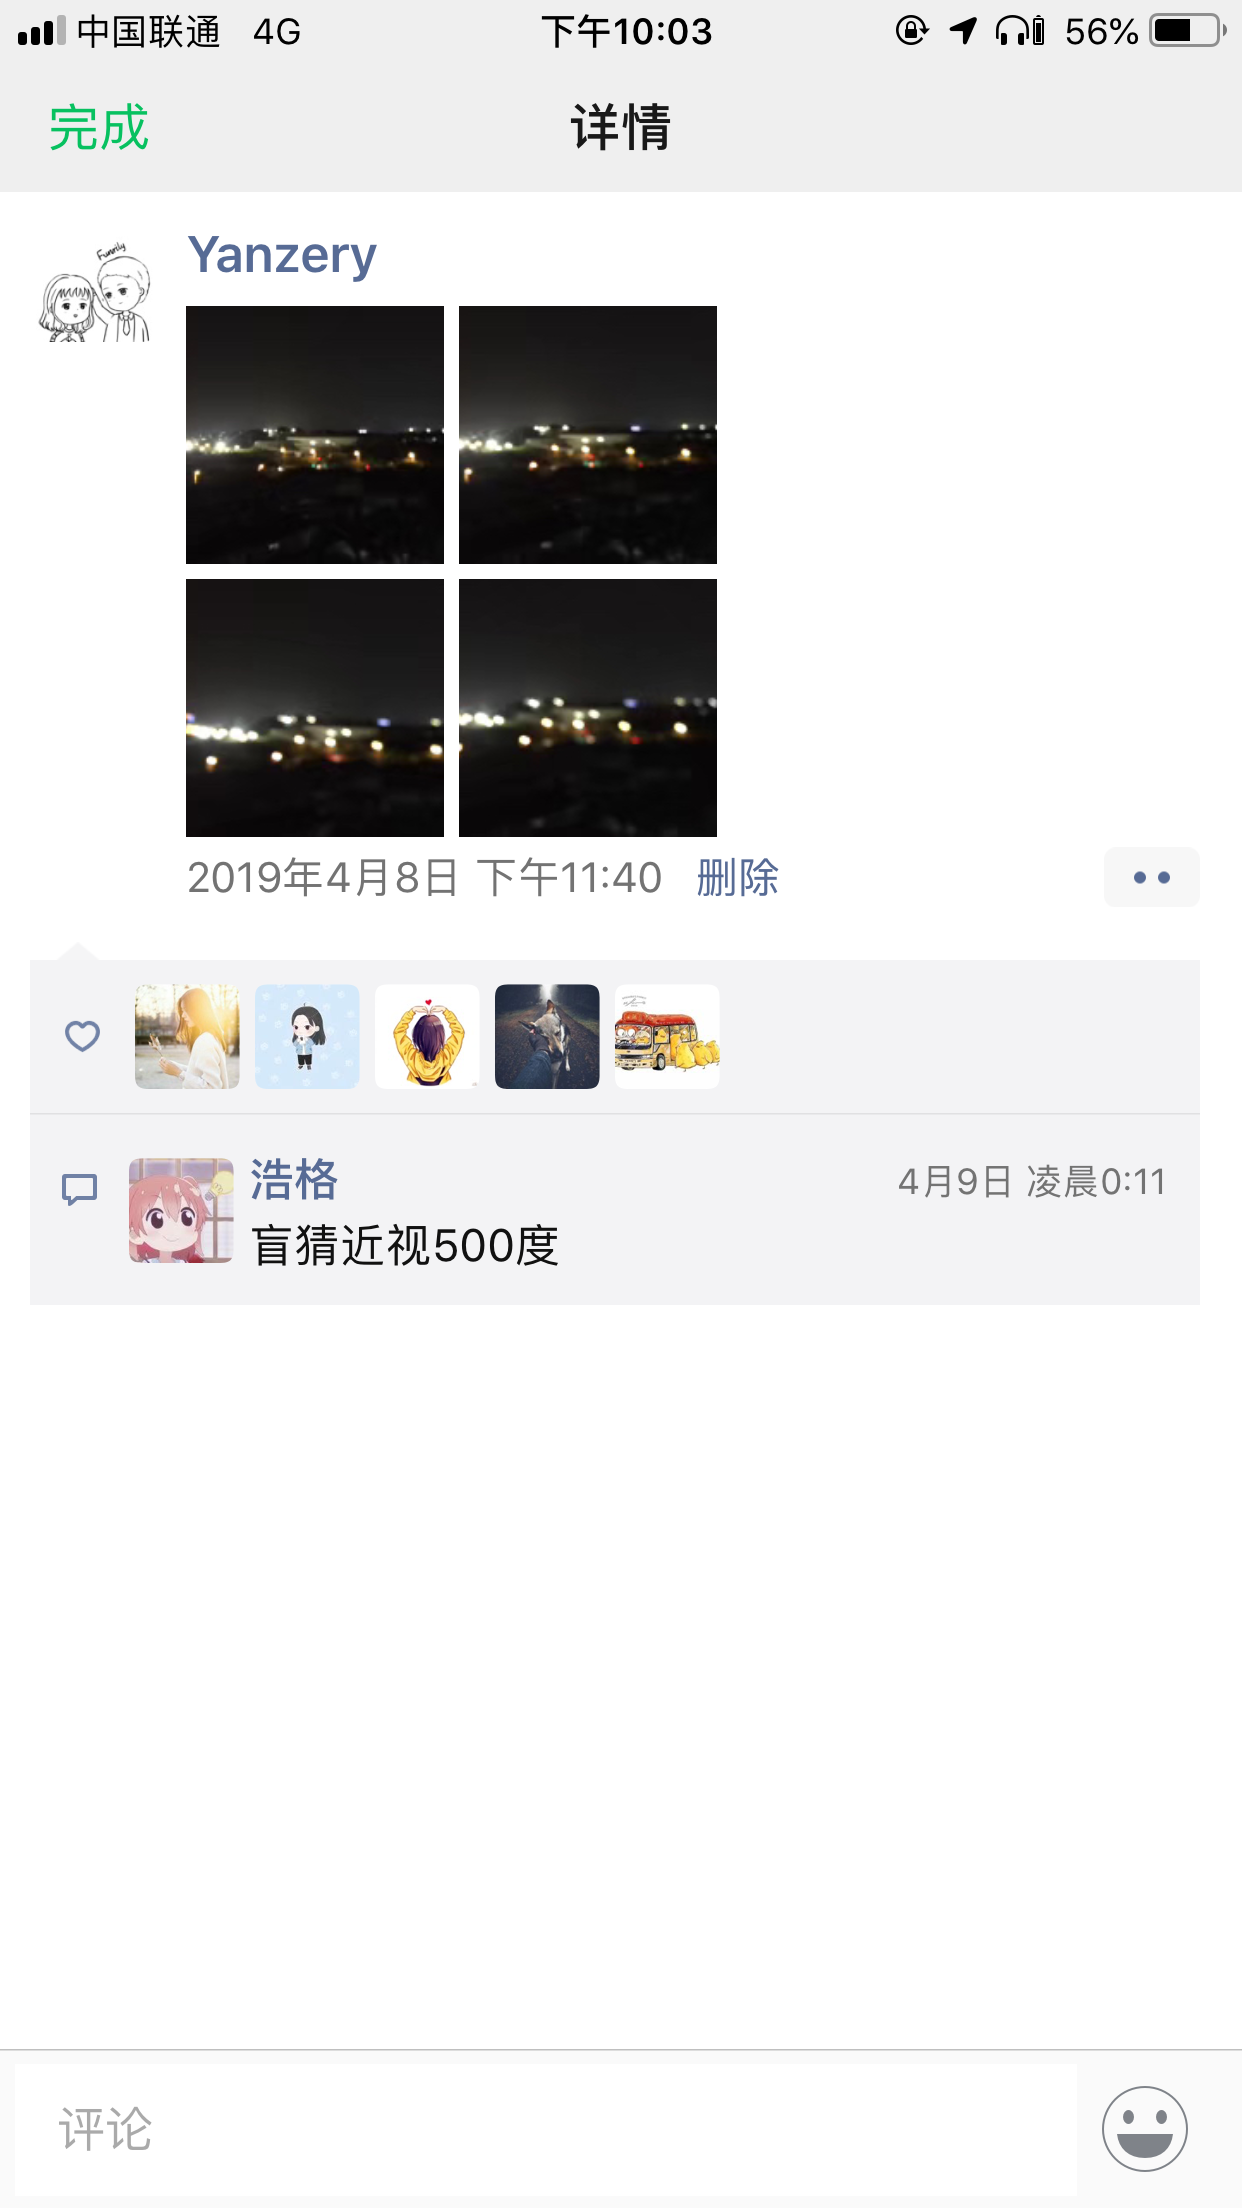 中国联通 4G 下午10:03 56%
完成 详情
Yanzery
2019年4月8日 下午11:40 删除
浩格 4月9日 凌晨0:11
盲猜近视500度
评论